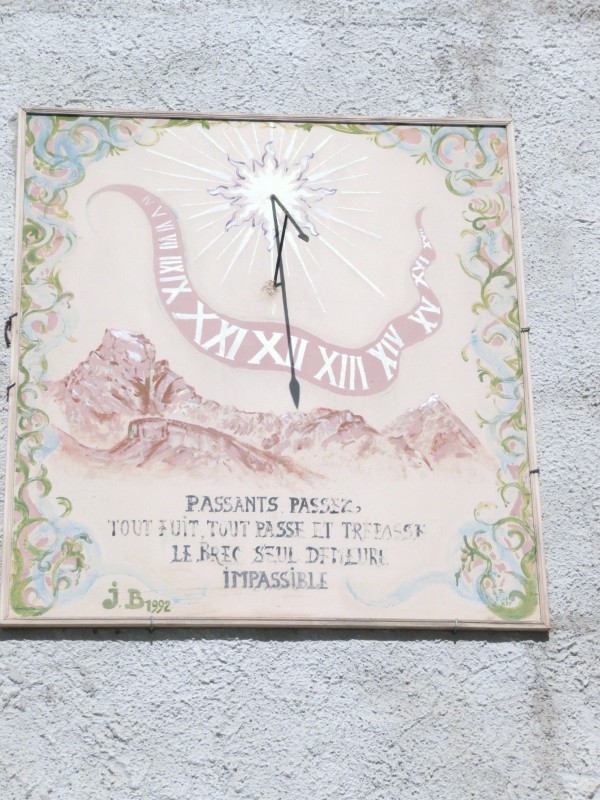 X XI XII XIII XIV XV
PASSANTS, PASSEZ,
TOUT FUIT, TOUT PASSE ET TREPASSE
LE BREC SEUL DEMEURE
IMPASSIBLE
J. B 1992